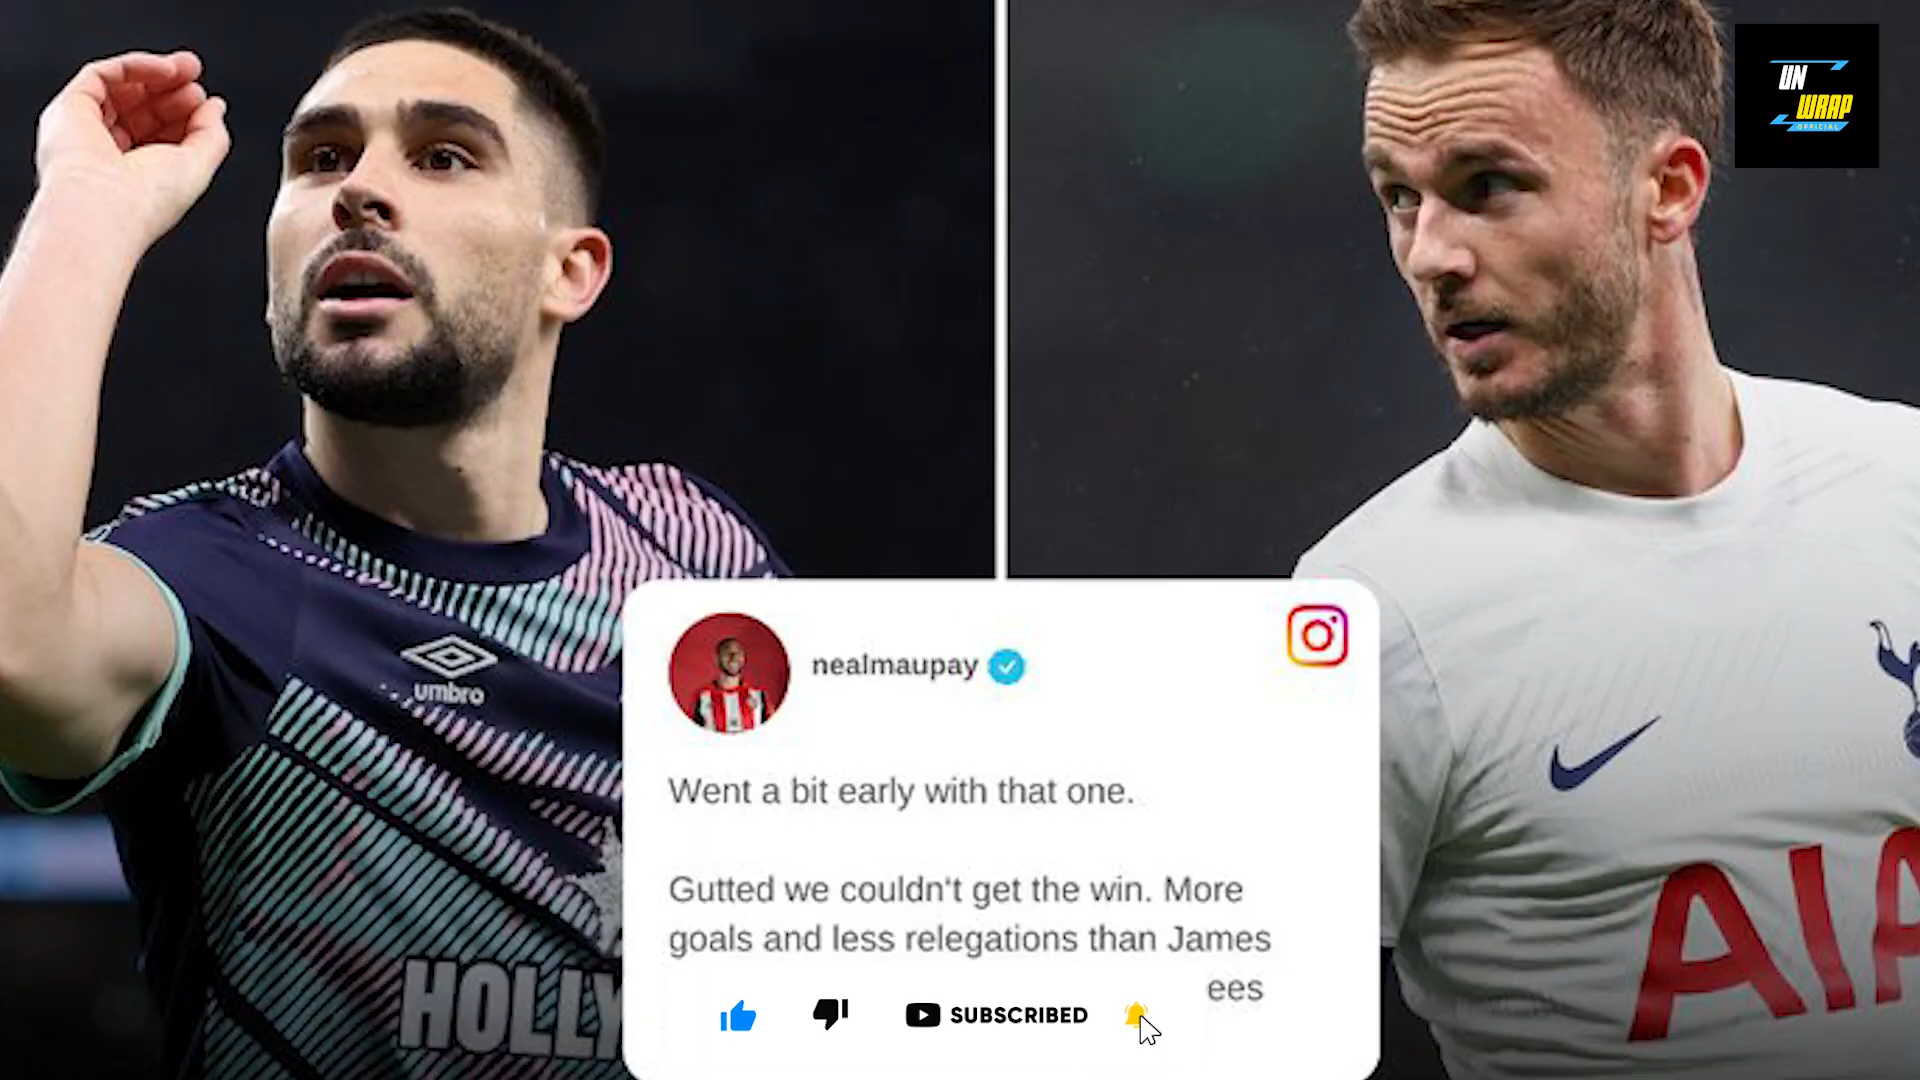 UN
WRAP
OFFICIAL
nealmaupay
umbro
Went a bit early with that one.
Gutted we couldn't get the win. More
goals and less relegations than James
ees
SUBSCRIBED
HOLLY
AIA